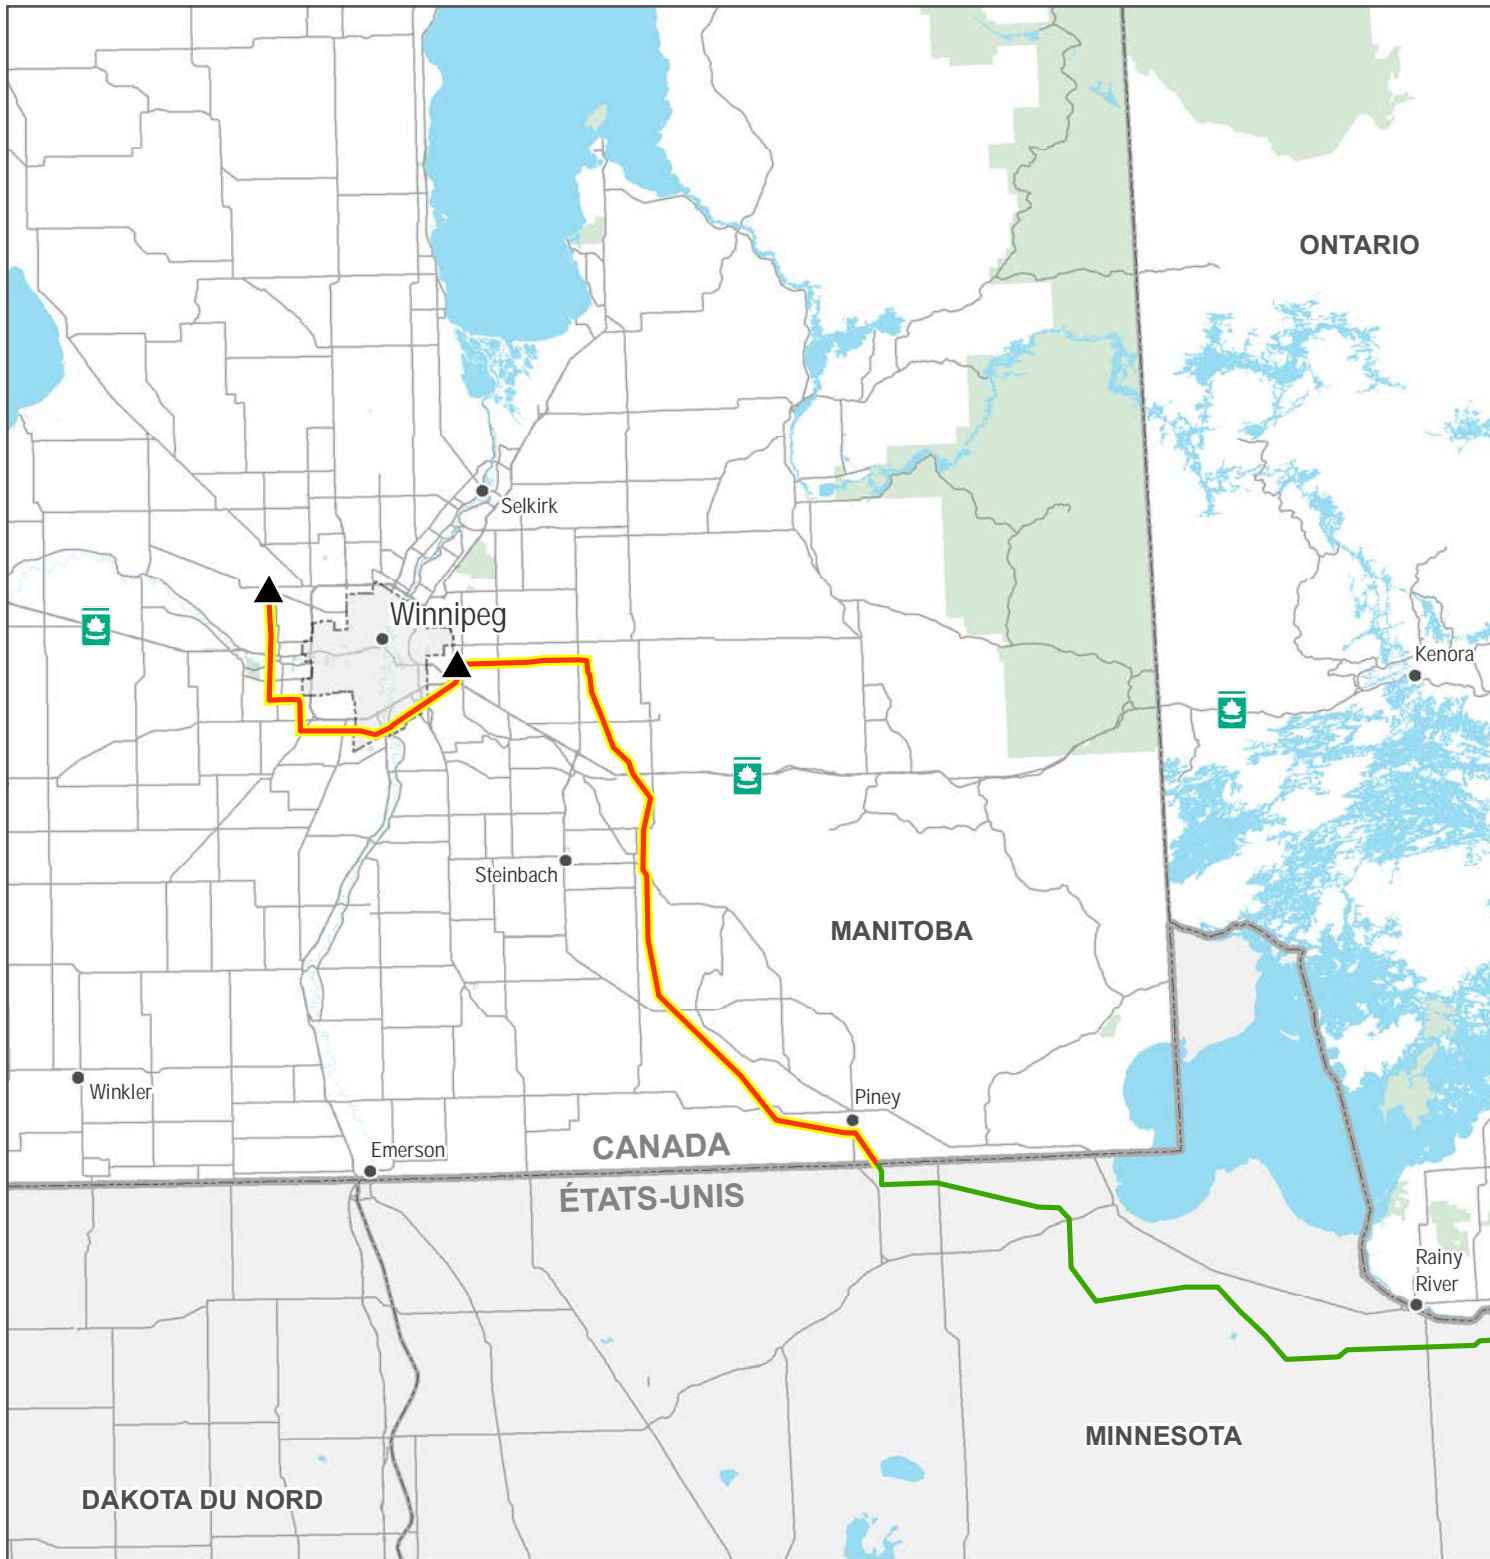 ONTARIO
Selkirk
Winnipeg
Kenora
Steinbach
MANITOBA
Winkler
Piney
Emerson
CANADA
ÉTATS-UNIS
Rainy
River
MINNESOTA
DAKOTA DU NORD